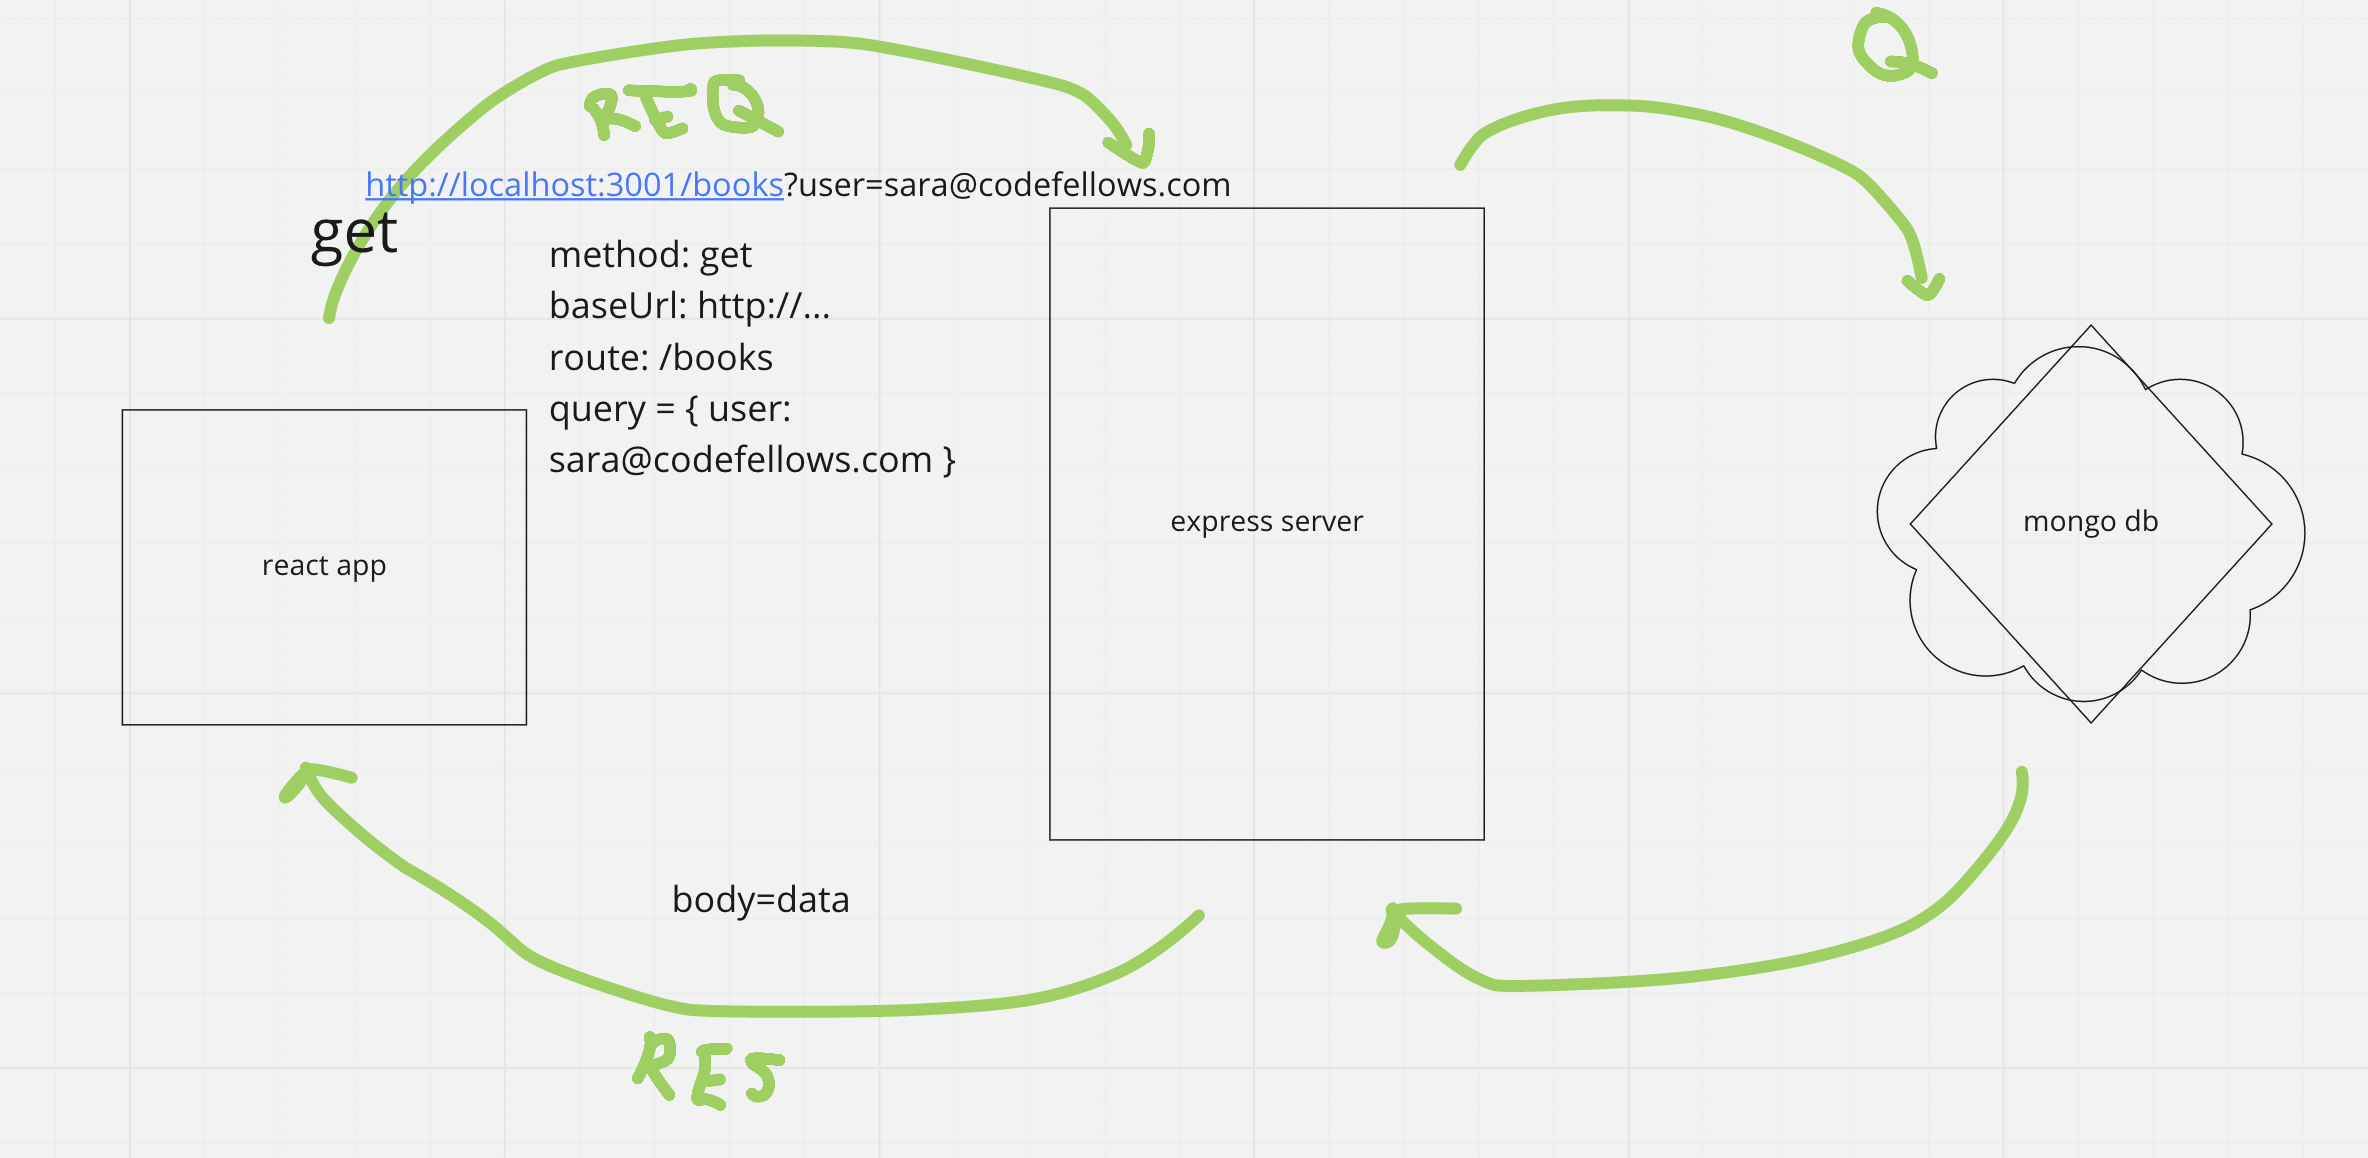 Q
REQ
http://localhost:3001/books?user=sara@codefellows.com
get
method: get
baseUrl: http://...
route: /books
query = { user:
sara@codefellows.com }
react app
express server
mongo db
body=data
RES